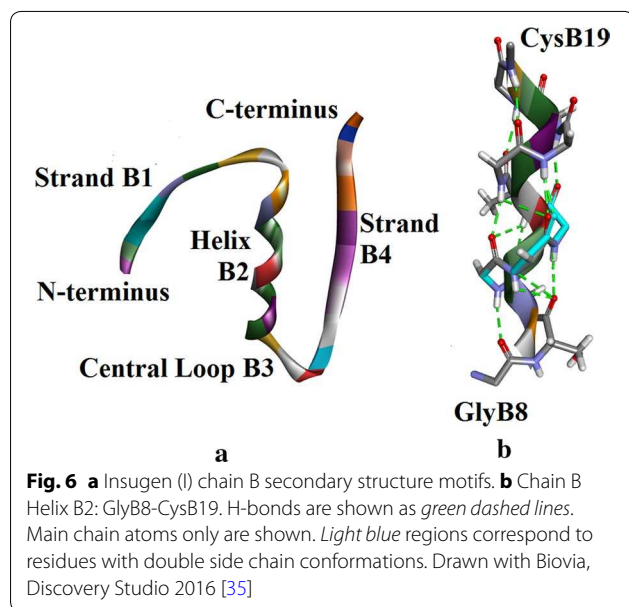 CysB19
C-terminus
Strand B1
Helix
B2
Strand
B4
N-terminus
Central Loop B3
GlyB8
a
b
Fig. 6 a Insugen (I) chain B secondary structure motifs. b Chain B
Helix B2: GlyB8-CysB19. H-bonds are shown as green dashed lines.
Main chain atoms only are shown. Light blue regions correspond to
residues with double side chain conformations. Drawn with Biovia,
Discovery Studio 2016 [35]